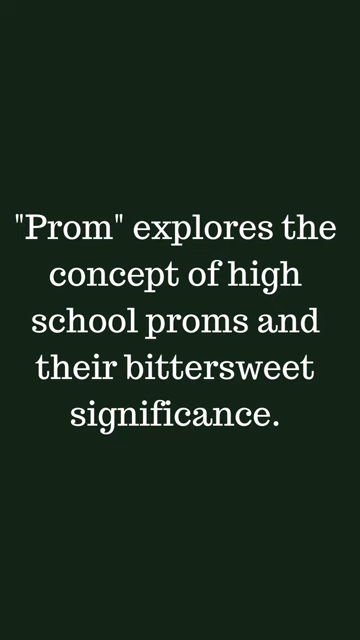 "Prom" explores the
concept of high
school proms and
their bittersweet
significance.